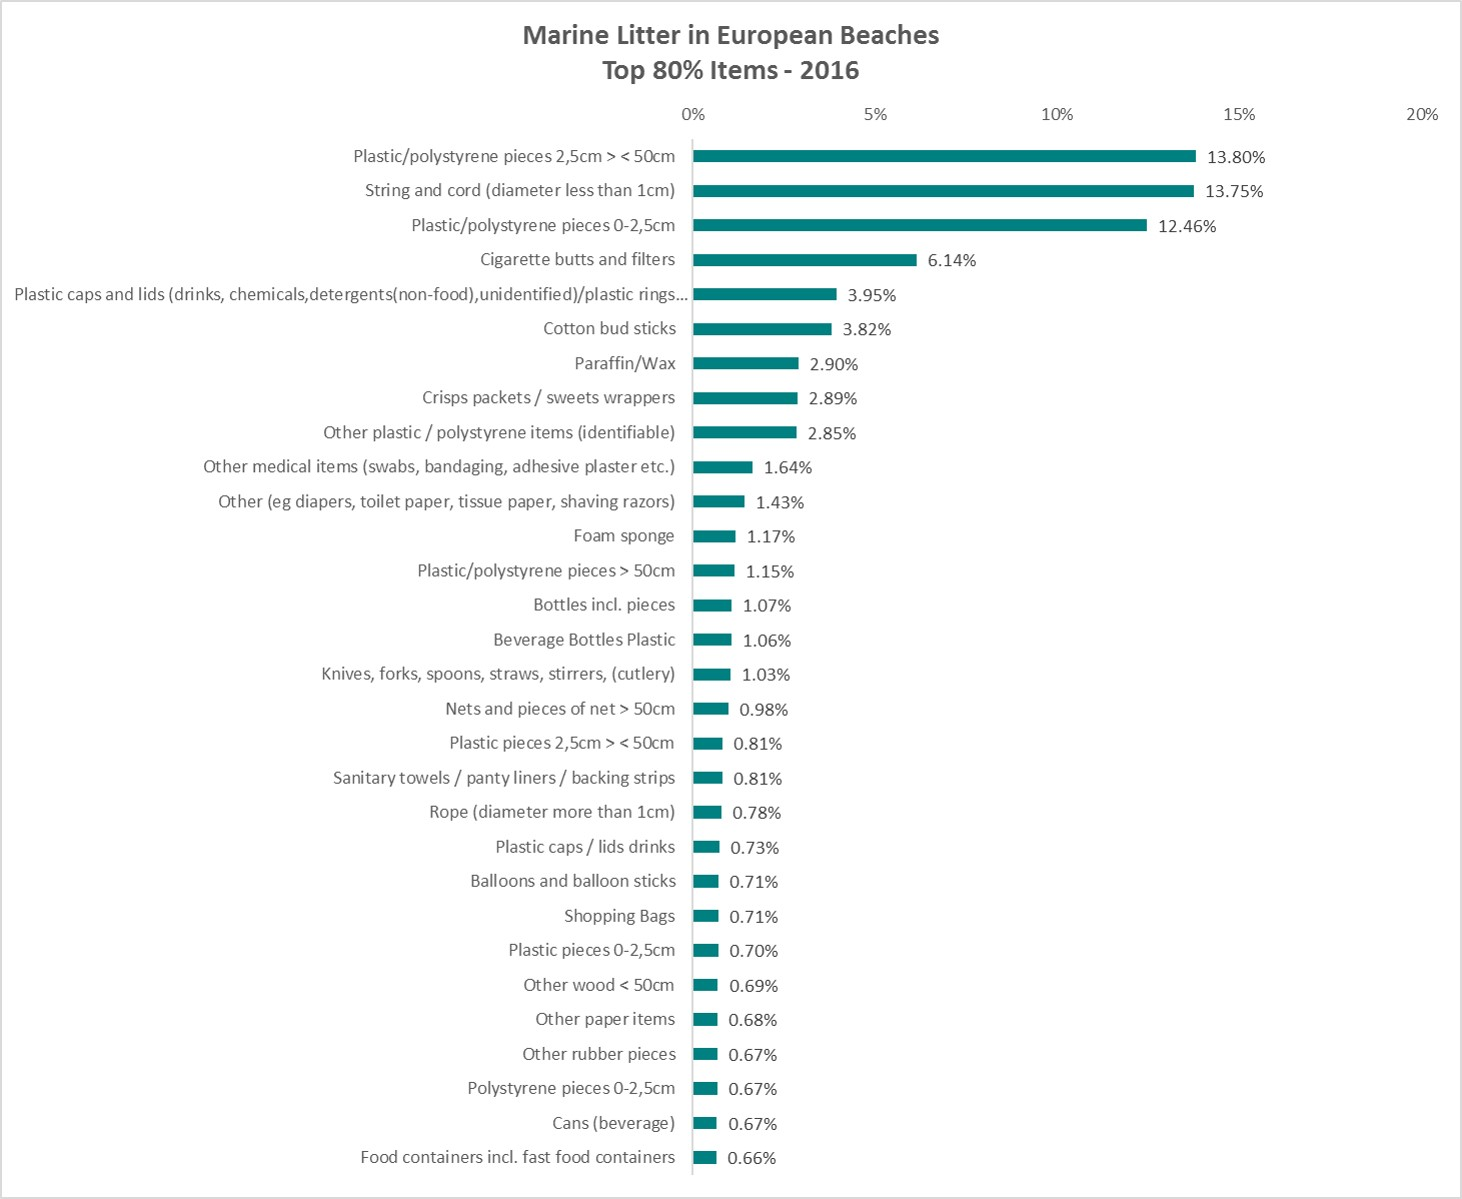 Marine Litter in European Beaches
Top 80% Items - 2016
0% 5% 10% 15% 20%
Plastic/polystyrene pieces 2,5cm > < 50cm 13.80%
String and cord (diameter less than 1cm) 13.75%
Plastic/polystyrene pieces 0-2,5cm 12.46%
Cigarette butts and filters 6.14%
Plastic caps and lids (drinks, chemicals,detergents(non-food),unidentified)/plastic rings... 3.95%
Cotton bud sticks 3.82%
Paraffin/Wax 2.90%
Crisps packets / sweets wrappers 2.89%
Other plastic / polystyrene items (identifiable) 2.85%
Other medical items (swabs, bandaging, adhesive plaster etc.) 1.64%
Other (eg diapers, toilet paper, tissue paper, shaving razors) 1.43%
Foam sponge 1.17%
Plastic/polystyrene pieces > 50cm 1.15%
Bottles incl. pieces 1.07%
Beverage Bottles Plastic 1.06%
Knives, forks, spoons, straws, stirrers, (cutlery) 1.03%
Nets and pieces of net > 50cm 0.98%
Plastic pieces 2,5cm > < 50cm 0.81%
Sanitary towels / panty liners / backing strips 0.81%
Rope (diameter more than 1cm) 0.78%
Plastic caps / lids drinks 0.73%
Balloons and balloon sticks 0.71%
Shopping Bags 0.71%
Plastic pieces 0-2,5cm 0.70%
Other wood < 50cm 0.69%
Other paper items 0.68%
Other rubber pieces 0.67%
Polystyrene pieces 0-2,5cm 0.67%
Cans (beverage) 0.67%
Food containers incl. fast food containers 0.66%